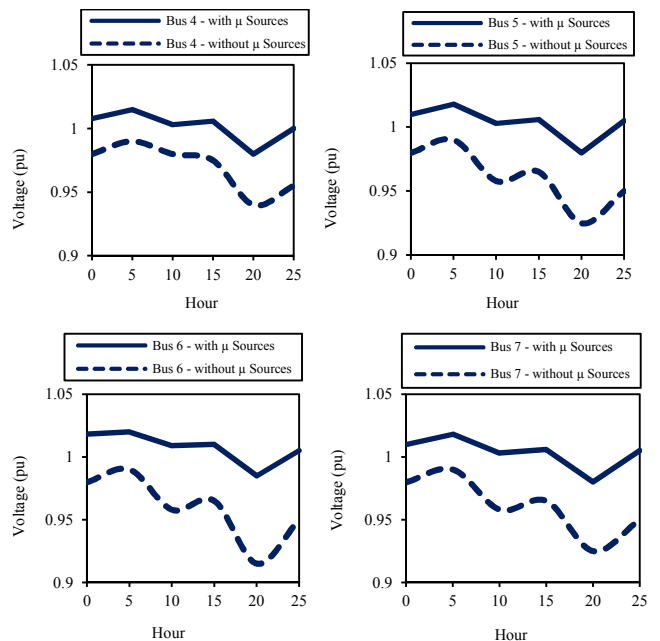 Bus 4 - with µ Sources
Bus 4 - without µ Sources
1.05
1
0.95
0.9
Voltage (pu)
0 5 10 15 20 25
Hour
Bus 5 - with µ Sources
Bus 5 - without µ Sources
1.05
1
0.95
0.9
Voltage (pu)
0 5 10 15 20 25
Hour
Bus 6 - with µ Sources
Bus 6 - without µ Sources
1.05
1
0.95
0.9
Voltage (pu)
0 5 10 15 20 25
Hour
Bus 7 - with µ Sources
Bus 7 - without µ Sources
1.05
1
0.95
0.9
Voltage (pu)
0 5 10 15 20 25
Hour